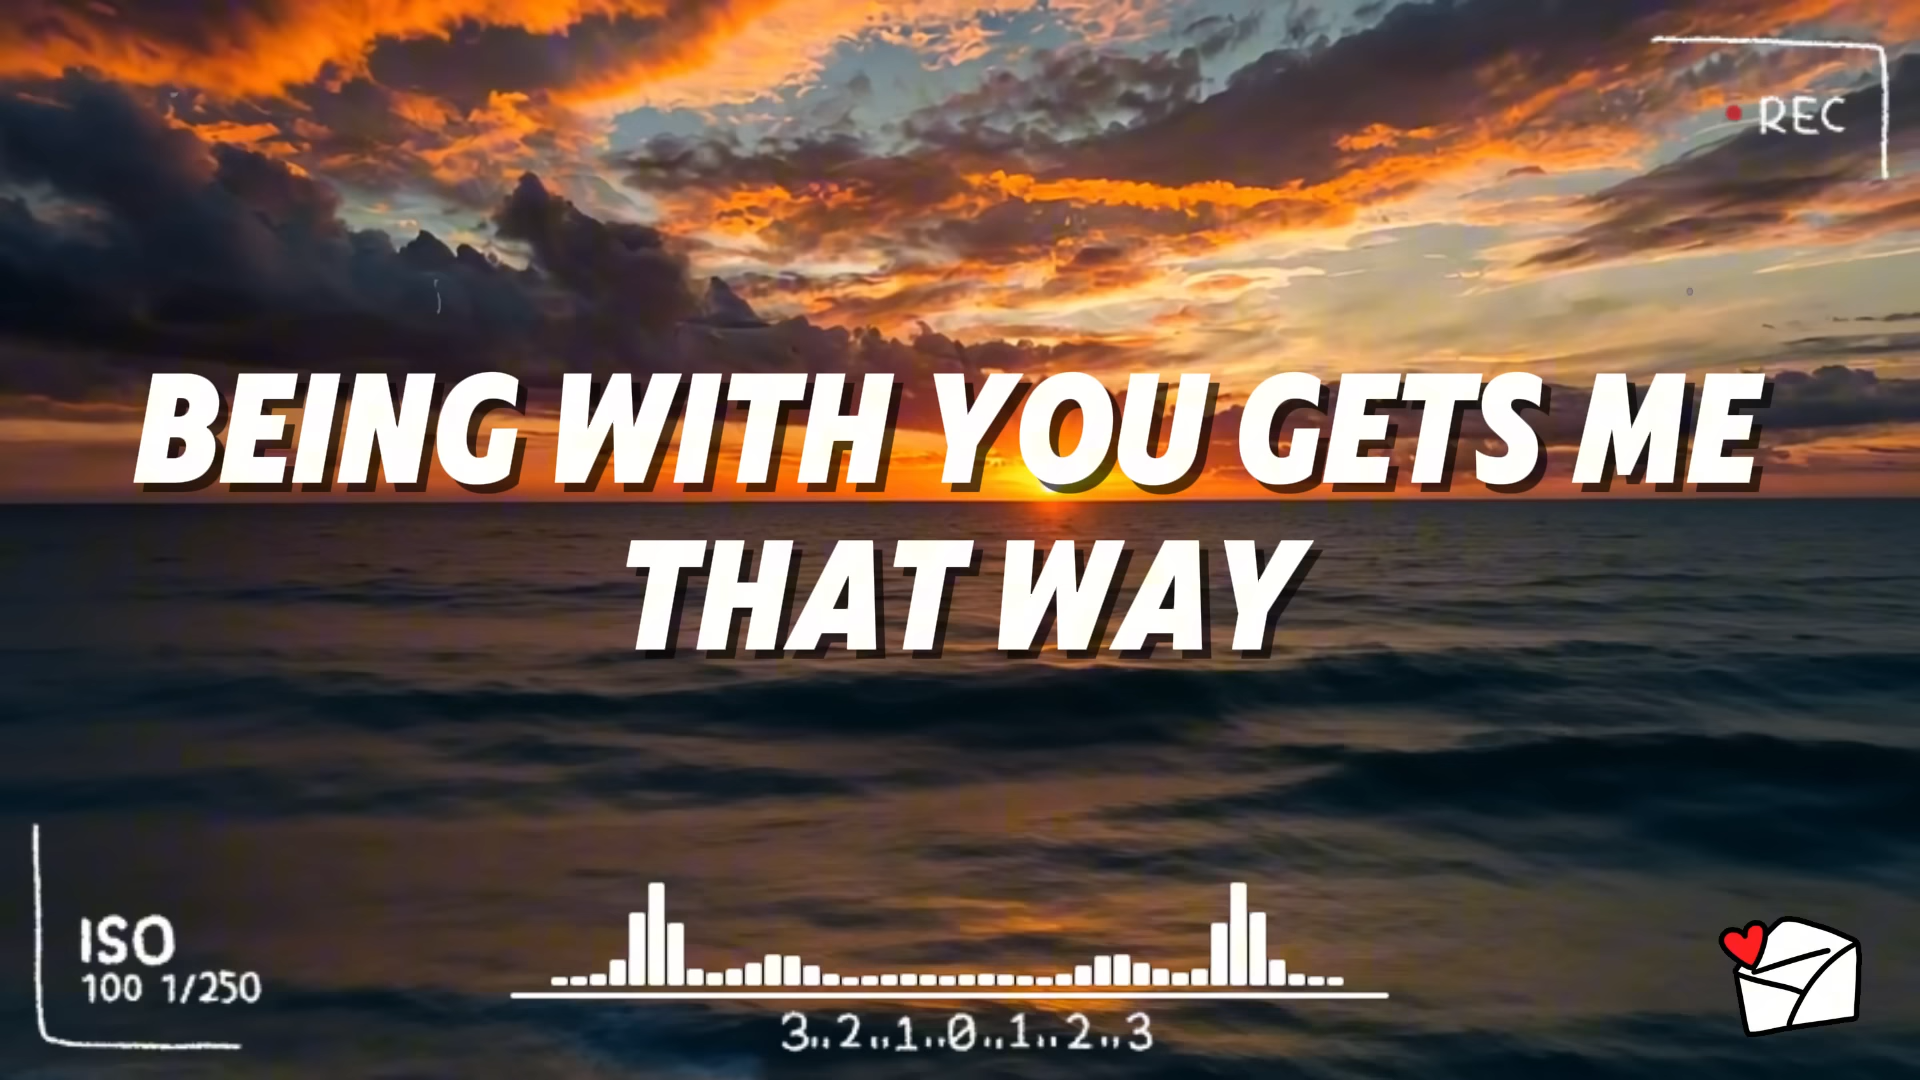 REC
BEING WITH YOU GETS ME
THAT WAY
ISO
100 1/250
3..2..1..0..1..2..3